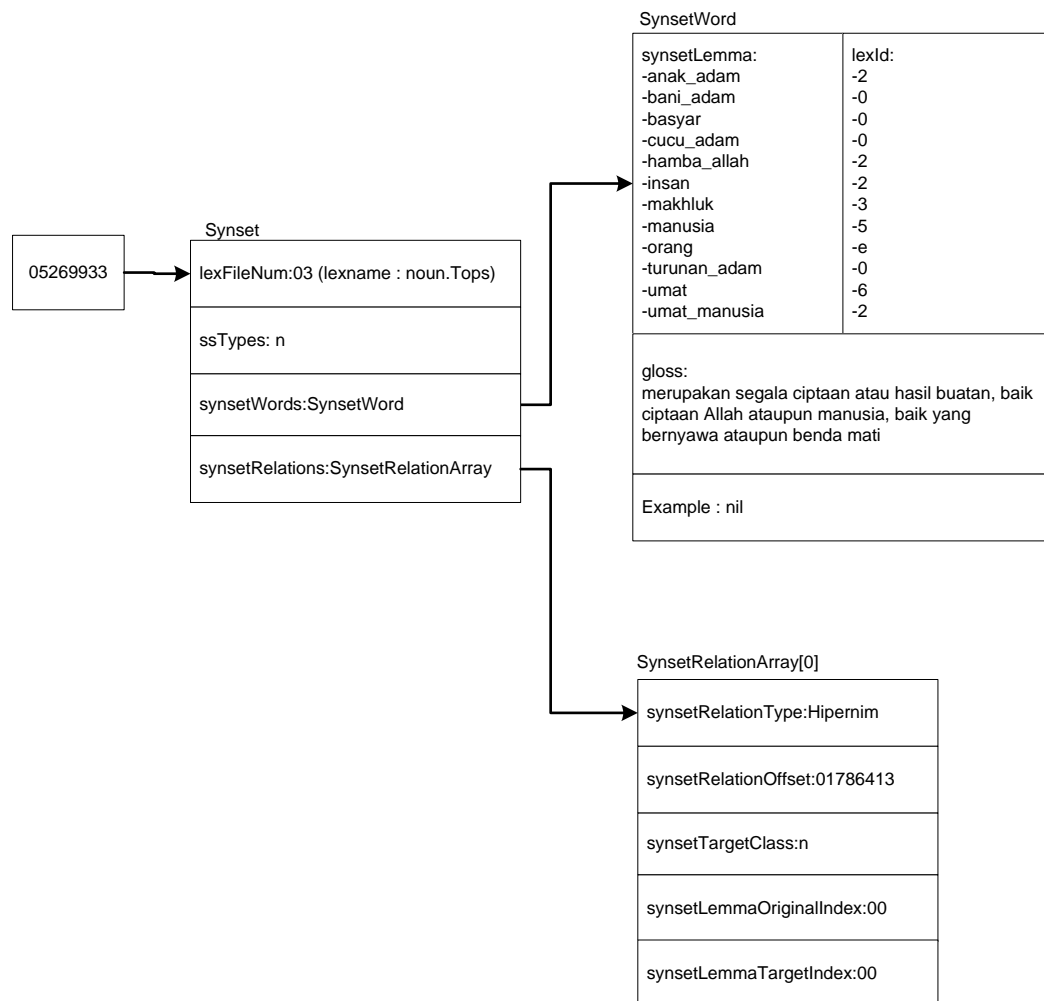 SynsetWord
synsetLemma:
-anak_adam
-bani_adam
-basyar
-cucu_adam
-hamba_allah
-insan
-makhluk
-manusia
-orang
-turunan_adam
-umat
-umat_manusia
lexId:
-2
-0
-0
-0
-2
-2
-3
-5
-e
-0
-6
-2
gloss:
merupakan segala ciptaan atau hasil buatan, baik
ciptaan Allah ataupun manusia, baik yang
bernyawa ataupun benda mati
Example : nil
05269933
Synset
lexFileNum:03 (lexname : noun.Tops)
ssTypes: n
synsetWords:SynsetWord
synsetRelations:SynsetRelationArray
SynsetRelationArray[0]
synsetRelationType:Hipernim
synsetRelationOffset:01786413
synsetTargetClass:n
synsetLemmaOriginalIndex:00
synsetLemmaTargetIndex:00